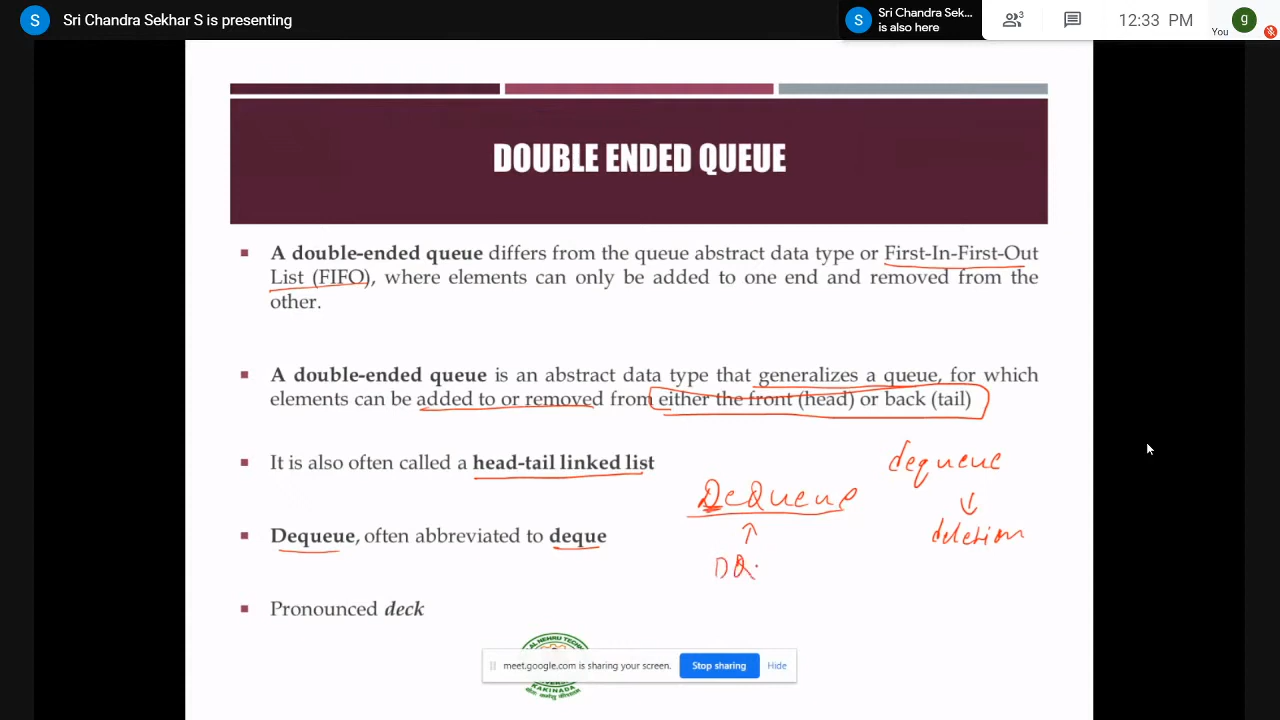 S Sri Chandra Sekhar S is presenting
S Sri Chandra Sek... is also here
3
12:33 PM
You
g
DOUBLE ENDED QUEUE
A double-ended queue differs from the queue abstract data type or First-In-First-Out
List (FIFO), where elements can only be added to one end and removed from the
other.
A double-ended queue is an abstract data type that generalizes a queue, for which
elements can be added to or removed from either the front (head) or back (tail)
It is also often called a head-tail linked list
dequeue
DeQueue
Dequeue, often abbreviated to deque
deletion
DQ.
Pronounced deck
meet.google.com is sharing your screen. Stop sharing Hide
KAKINADA